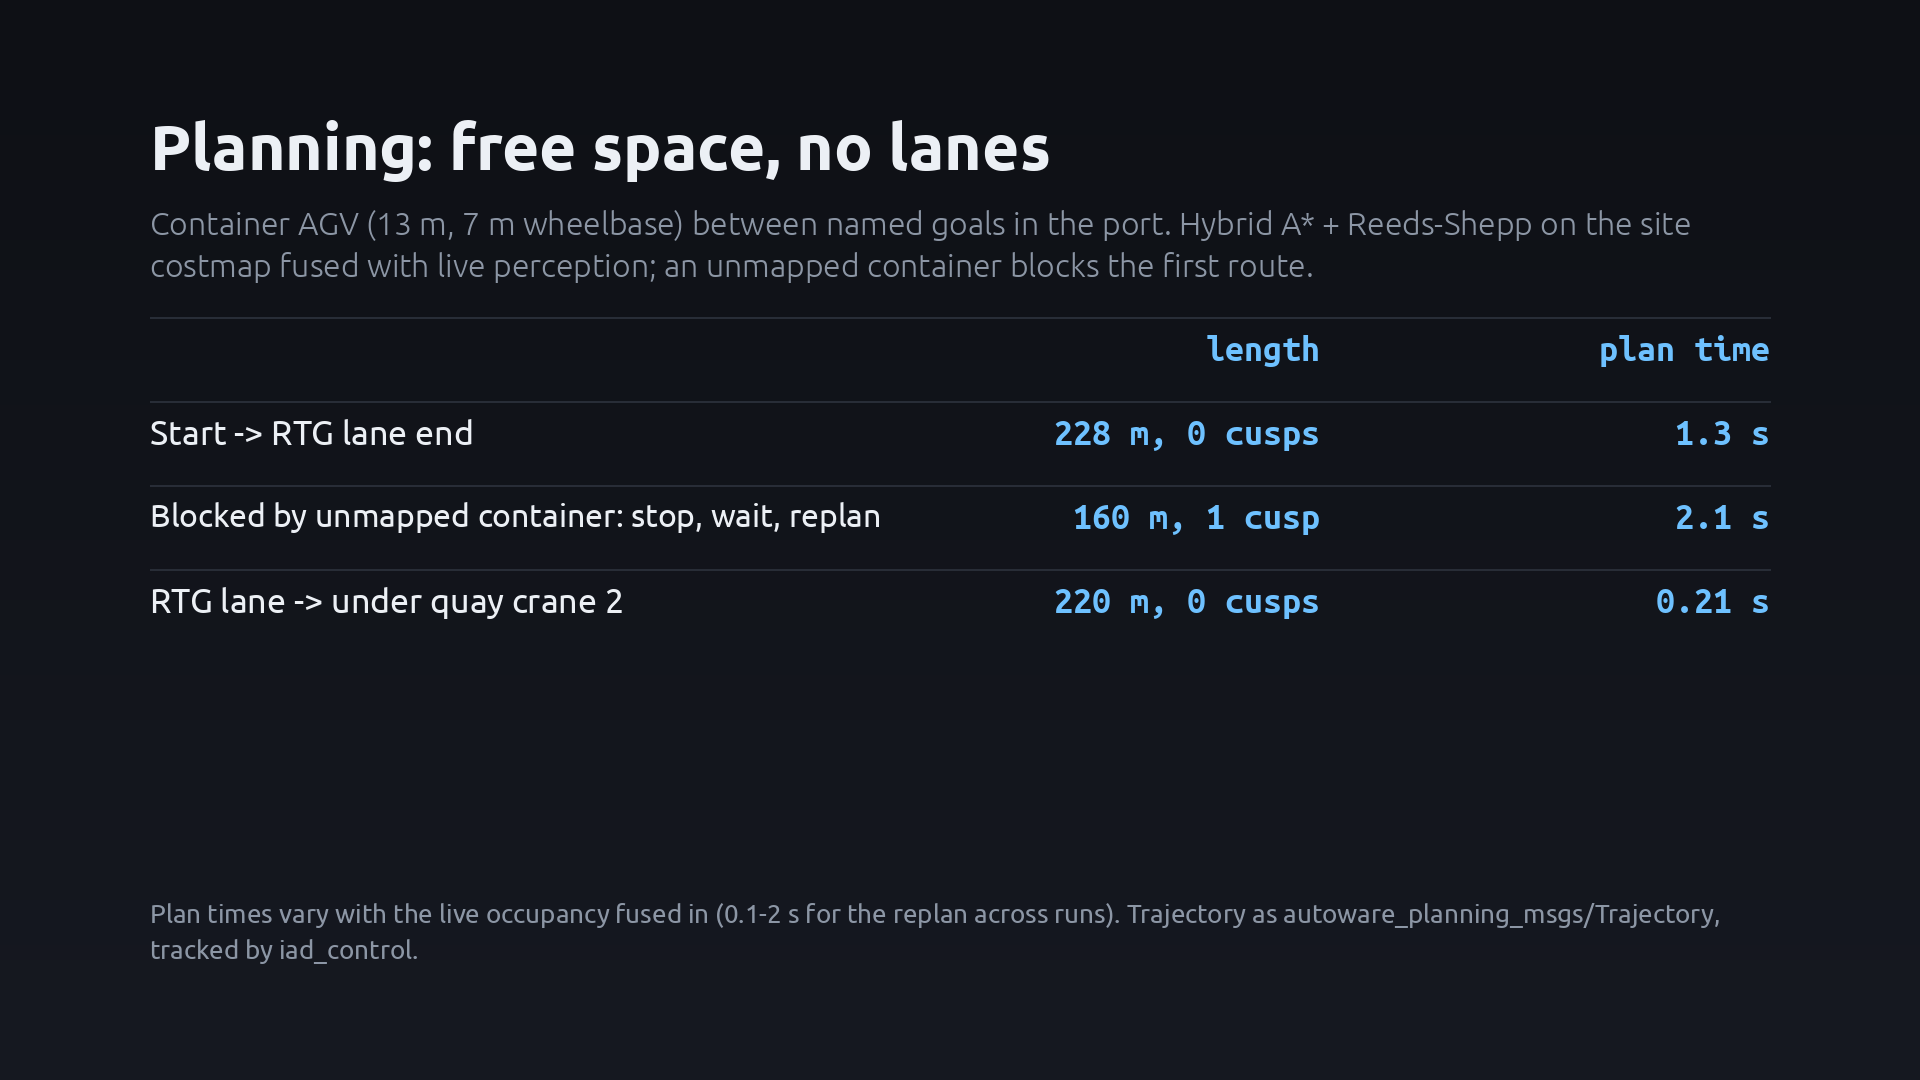 Planning: free space, no lanes
Container AGV (13 m, 7 m wheelbase) between named goals in the port. Hybrid A* + Reeds-Shepp on the site
costmap fused with live perception; an unmapped container blocks the first route.
length plan time
Start -> RTG lane end 228 m, 0 cusps 1.3 s
Blocked by unmapped container: stop, wait, replan 160 m, 1 cusp 2.1 s
RTG lane -> under quay crane 2 220 m, 0 cusps 0.21 s
Plan times vary with the live occupancy fused in (0.1-2 s for the replan across runs). Trajectory as autoware_planning_msgs/Trajectory,
tracked by iad_control.